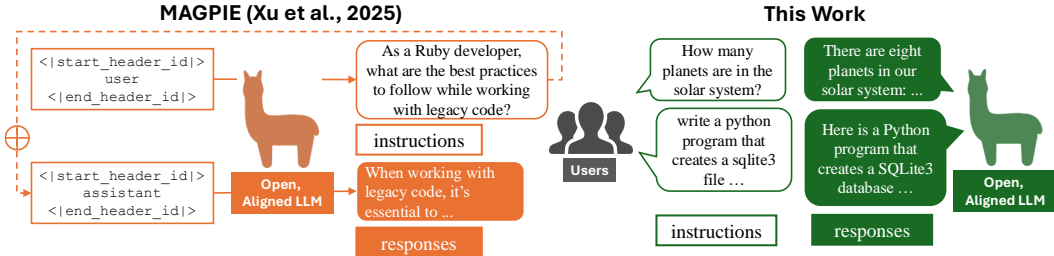 MAGPIE (Xu et al., 2025)
<|start_header_id|>
user
<|end_header_id|>
As a Ruby developer,
what are the best practices
to follow while working
with legacy code?
instructions
<|start_header_id|>
assistant
<|end_header_id|>
Open,
Aligned LLM
When working with
legacy code, it's
essential to ...
responses
This Work
Users
How many
planets are in the
solar system?
There are eight
planets in our
solar system: ...
write a python
program that
creates a sqlite3
file ...
Here is a Python
program that
creates a SQLite3
database ...
Open,
Aligned LLM
instructions
responses